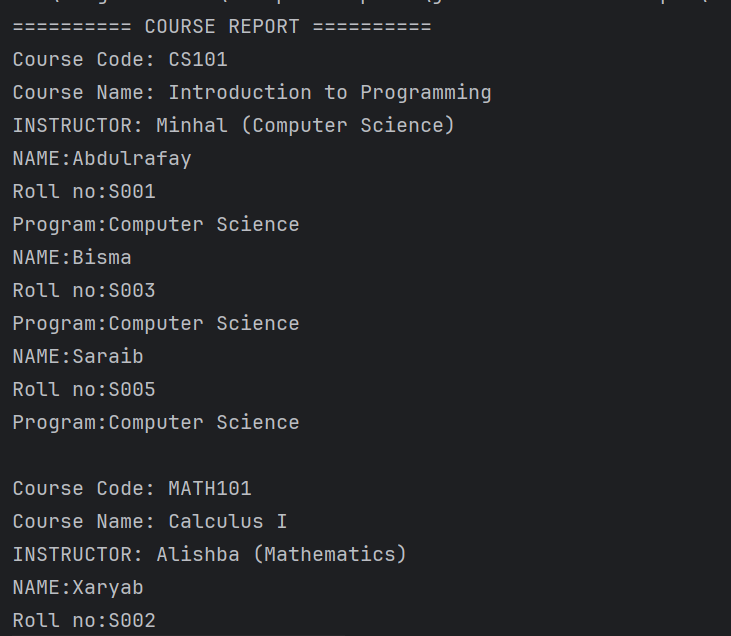 ========== COURSE REPORT ==========
Course Code: CS101
Course Name: Introduction to Programming
INSTRUCTOR: Minhal (Computer Science)
NAME:Abdulrafay
Roll no:S001
Program:Computer Science
NAME:Bisma
Roll no:S003
Program:Computer Science
NAME:Saraib
Roll no:S005
Program:Computer Science

Course Code: MATH101
Course Name: Calculus I
INSTRUCTOR: Alishba (Mathematics)
NAME:Xaryab
Roll no:S002